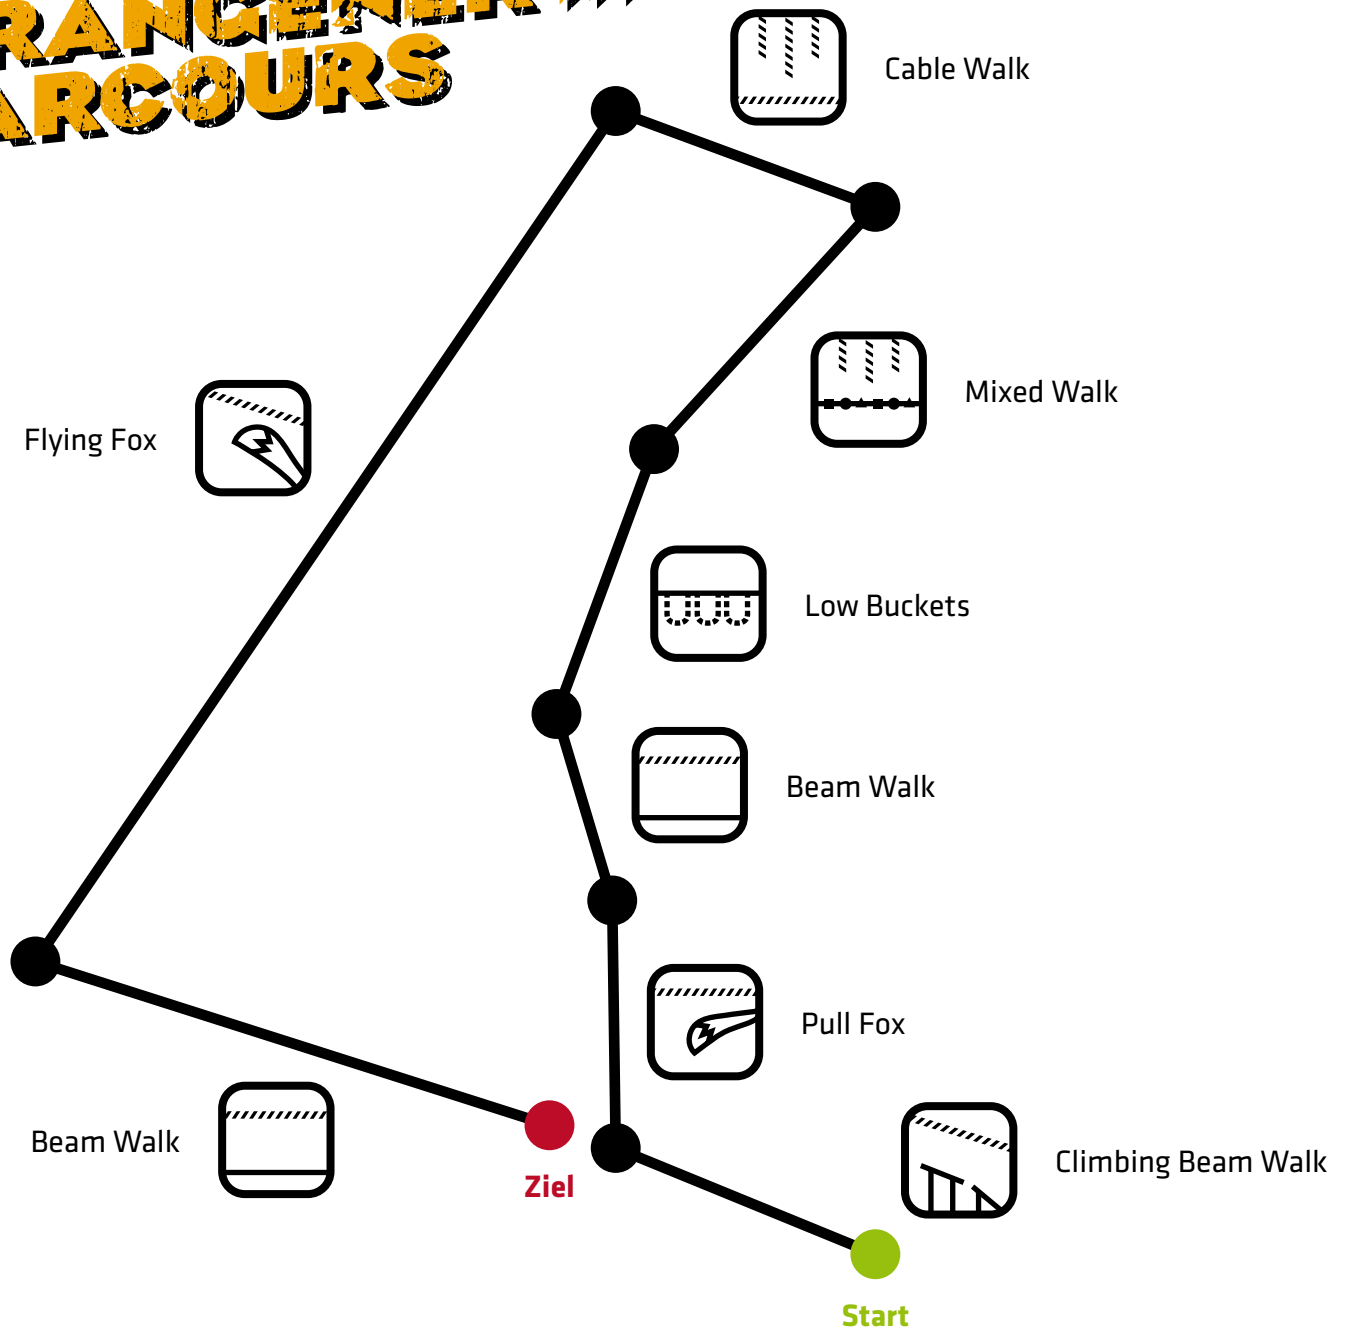 ARCOURS
Cable Walk
Mixed Walk
Flying Fox
Low Buckets
Beam Walk
Pull Fox
Beam Walk
Climbing Beam Walk
Ziel
Start